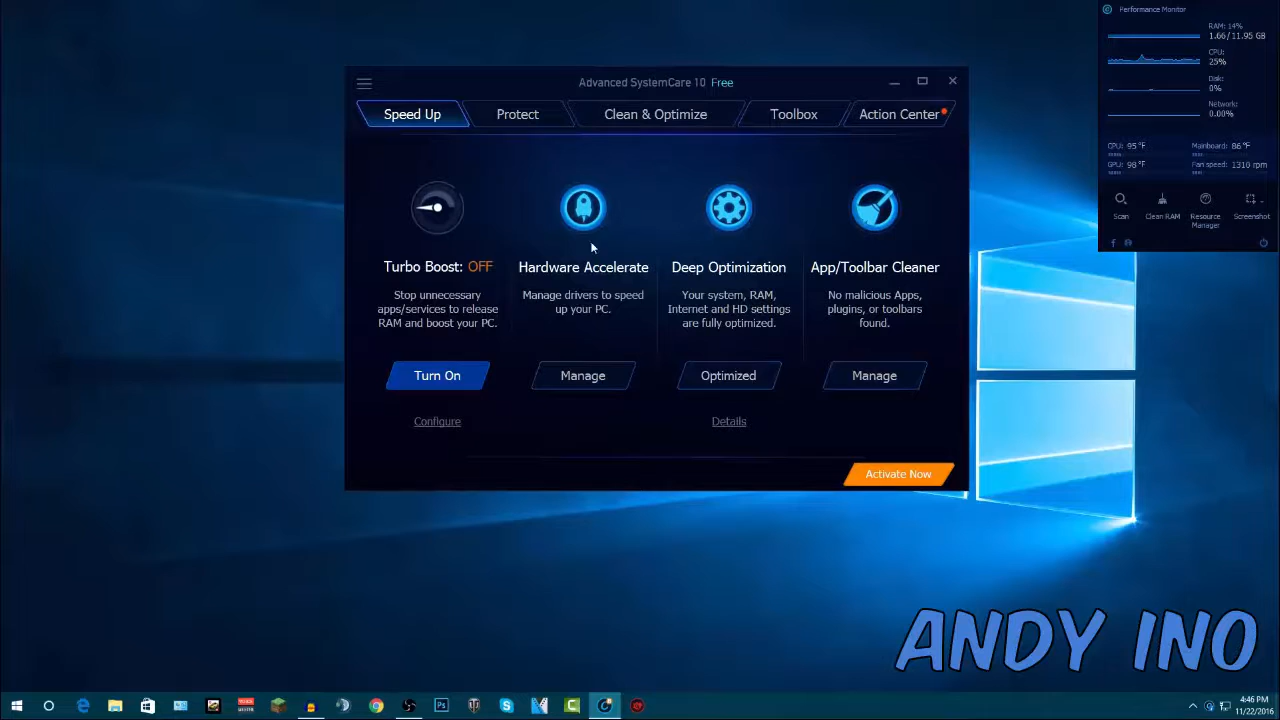 Performance Monitor
RAM: 14%
1.66/11.95 GB
CPU:
25%
Disk:
0%
Network:
0.00%
CPU: 95 °F
Mainboard: 86 °F
GPU: 98 °F
Fan speed: 1310 rpm
Scan
Clean RAM
Resource
Manager
Screenshot
Advanced SystemCare 10 Free
Speed Up
Protect
Clean & Optimize
Toolbox
Action Center
Turbo Boost: OFF
Stop unnecessary
apps/services to release
RAM and boost your PC.
Turn On
Configure
Hardware Accelerate
Manage drivers to speed
up your PC.
Manage
Deep Optimization
Your system, RAM,
Internet and HD settings
are fully optimized.
Optimized
Details
App/Toolbar Cleaner
No malicious Apps,
plugins, or toolbars
found.
Manage
Activate Now
ANDY INO
4:46 PM
11/22/2016